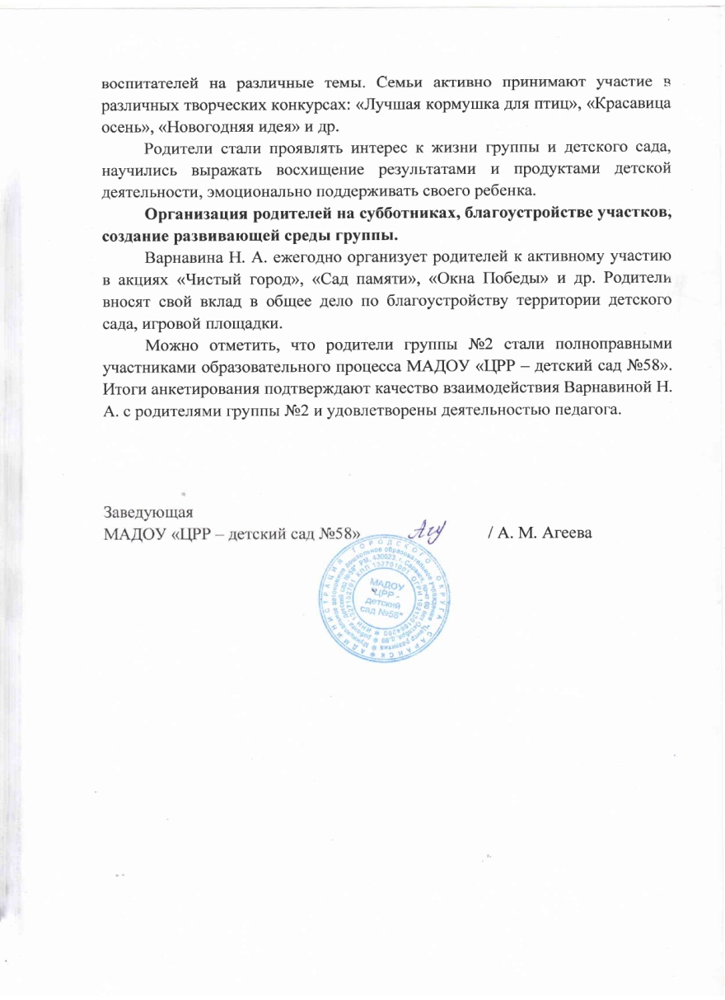 воспитателей на различные темы. Семьи активно принимают участие в
различных творческих конкурсах: «Лучшая кормушка для птиц», «Красавица
осень», «Новогодняя идея» и др.
Родители стали проявлять интерес к жизни группы и детского сада,
научились выражать восхищение результатами и продуктами детской
деятельности, эмоционально поддерживать своего ребенка.
Организация родителей на субботниках, благоустройстве участков,
создание развивающей среды группы.
Варнавина Н. А. ежегодно организует родителей к активному участию
в акциях «Чистый город», «Сад памяти», «Окна Победы» и др. Родители
вносят свой вклад в общее дело по благоустройству территории детского
сада, игровой площадки.
Можно отметить, что родители группы №2 стали полноправными
участниками образовательного процесса МАДОУ «ЦРР – детский сад №58».
Итоги анкетирования подтверждают качество взаимодействия Варнавиной Н.
А. с родителями группы №2 и удовлетворены деятельностью педагога.
Заведующая
МАДОУ «ЦРР – детский сад №58» / А. М. Агеева
МАДОУ
"ЦРР -
детский
сад №58"